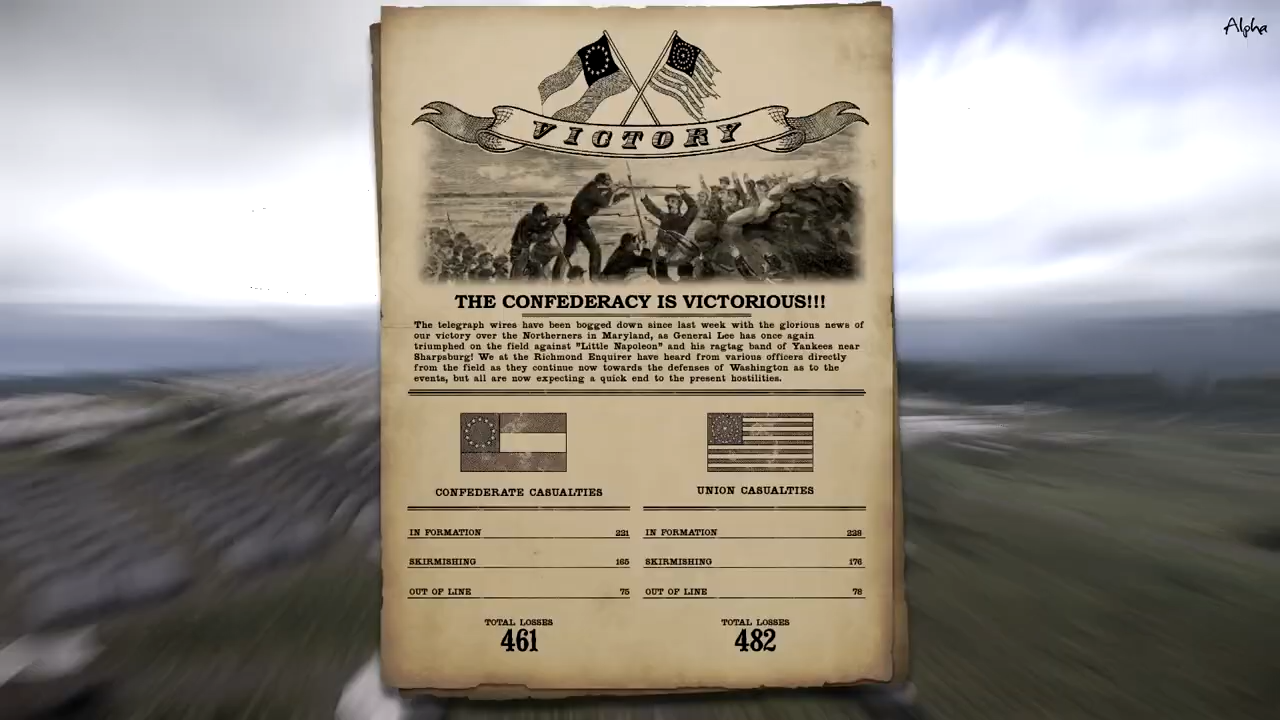 Alpha
VICTORY
THE CONFEDERACY IS VICTORIOUS!!!
The telegraph wires have been bogged down since last week with the glorious news of
our victory over the Northerners in Maryland, as General Lee has once again
triumphed on the field against "Little Napoleon" and his ragtag band of Yankees near
Sharpsburg! We at the Richmond Enquirer have heard from various officers directly
from the field as they continue now towards the defenses of Washington as to the
events, but all are now expecting a quick end to the present hostilities.
CONFEDERATE CASUALTIES
UNION CASUALTIES
IN FORMATION 221
IN FORMATION 228
SKIRMISHING 165
SKIRMISHING 176
OUT OF LINE 75
OUT OF LINE 78
TOTAL LOSSES
461
TOTAL LOSSES
482